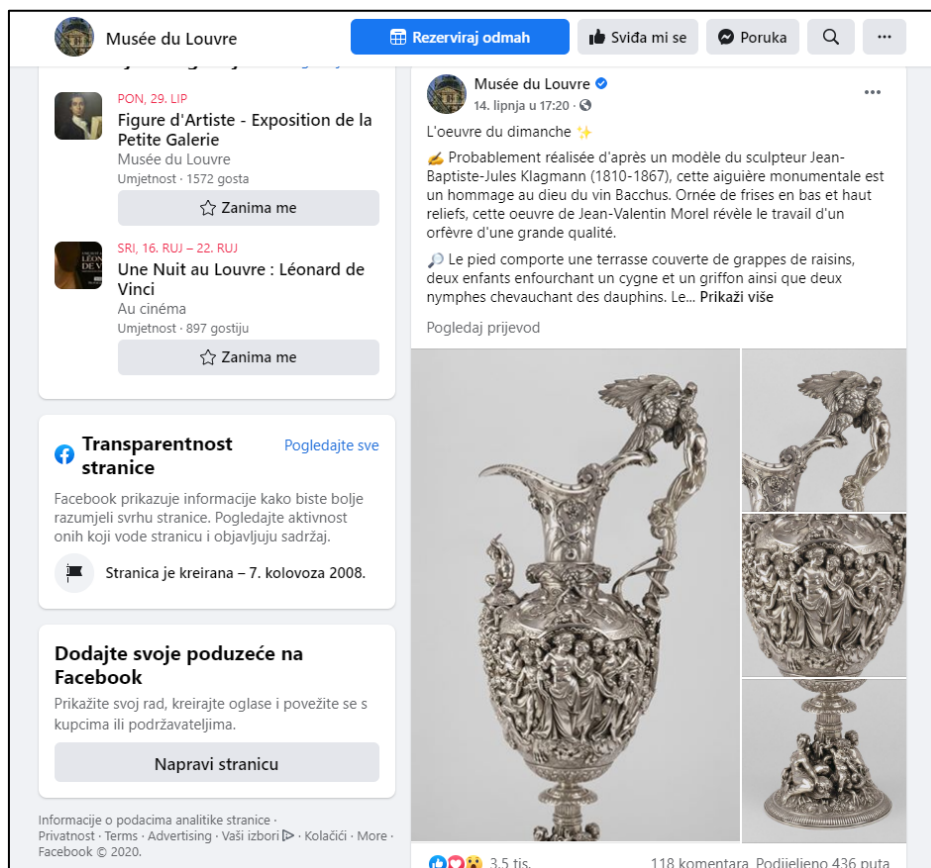 Musée du Louvre
Rezerviraj odmah
Sviđa mi se
Poruka
PON, 29. LIP
Figure d'Artiste - Exposition de la
Petite Galerie
Musée du Louvre
Umjetnost · 1572 gosta
Zanima me
SRI, 16. RUJ – 22. RUJ
Une Nuit au Louvre : Léonard de
Vinci
Au cinéma
Umjetnost · 897 gostiju
Zanima me
Transparentnost
stranice
Pogledajte sve
Facebook prikazuje informacije kako biste bolje
razumjeli svrhu stranice. Pogledajte aktivnost
onih koji vode stranicu i objavljuju sadržaj.
Stranica je kreirana – 7. kolovoza 2008.
Dodajte svoje poduzeće na
Facebook
Prikažite svoj rad, kreirajte oglase i povežite se s
kupcima ili podržavateljima.
Napravi stranicu
Informacije o podacima analitike stranice ·
Privatnost · Terms · Advertising · Vaši izbori · Kolačići · More ·
Facebook © 2020.
Musée du Louvre
14. lipnja u 17:20 ·
L'oeuvre du dimanche ✨
✍ Probablement réalisée d'après un modèle du sculpteur Jean-
Baptiste-Jules Klagmann (1810-1867), cette aiguière monumentale est
un hommage au dieu du vin Bacchus. Ornée de frises en bas et haut
reliefs, cette oeuvre de Jean-Valentin Morel révèle le travail d'un
orfèvre d'une grande qualité.
🔎 Le pied comporte une terrasse couverte de grappes de raisins,
deux enfants enfourchant un cygne et un griffon ainsi que deux
nymphes chevauchant des dauphins. Le... Prikaži više
Pogledaj prijevod
3,5 tis.
118 komentara Podijeljeno 436 puta